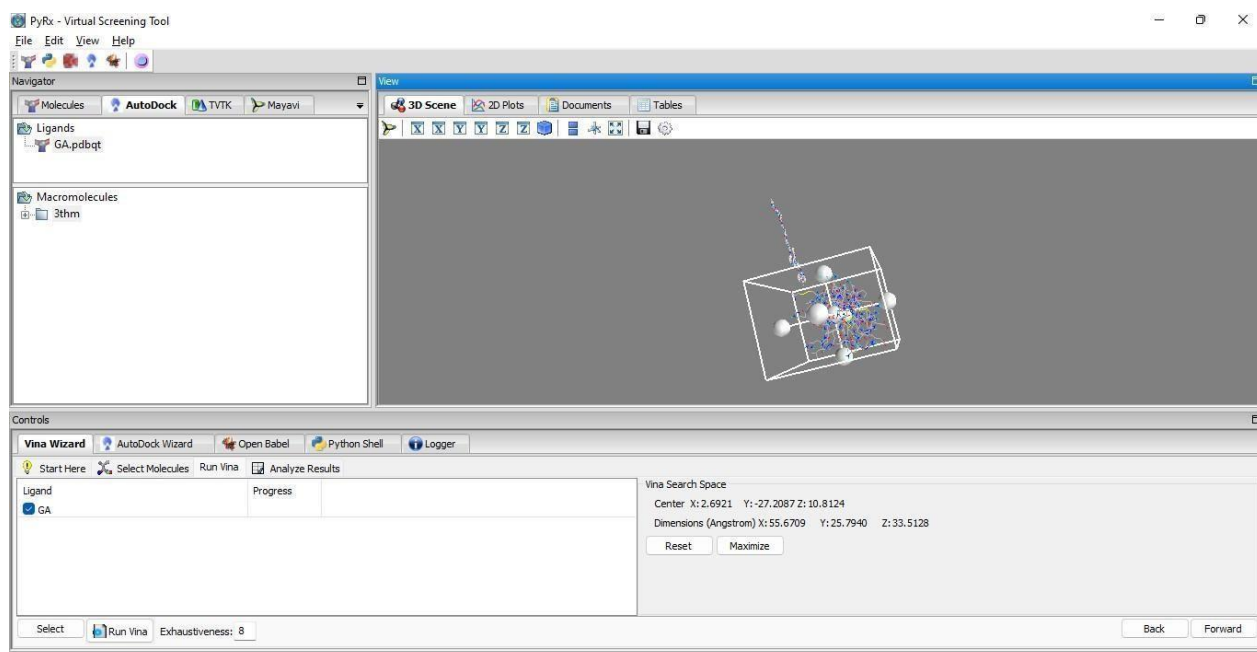 PyRx - Virtual Screening Tool
File Edit View Help
Navigator
View
Molecules AutoDock TVTK Mayavi
3D Scene 2D Plots Documents Tables
Ligands
GA.pdbqt
X X Y Y Z Z
Macromolecules
3thm
Controls
Vina Wizard AutoDock Wizard Open Babel Python Shell Logger
Start Here Select Molecules Run Vina Analyze Results
Ligand Progress
GA
Vina Search Space
Center X:2.6921 Y:-27.2087 Z:10.8124
Dimensions (Angstrom) X:55.6709 Y:25.7940 Z:33.5128
Reset Maximize
Select Run Vina Exhaustiveness: 8
Back Forward